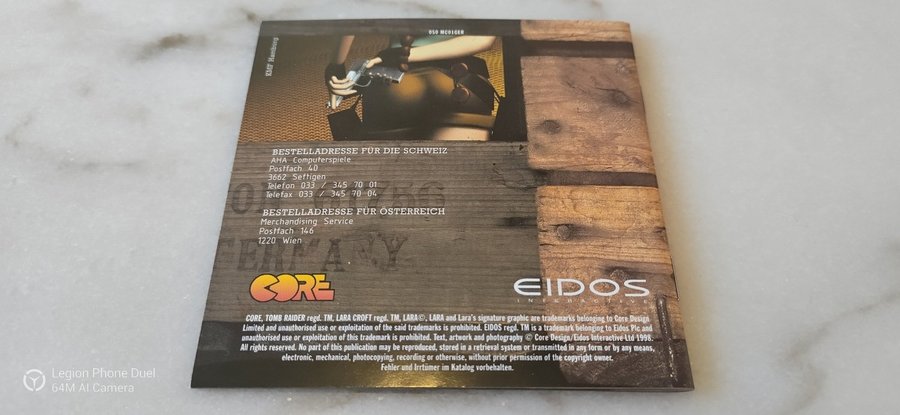 050 MC01GER
KMF Hamburg
BESTELLADRESSE FÜR DIE SCHWEIZ
AHA Computerspiele
Postfach 40
3662 Seftigen
Telefon 033 / 345 70 01
Telefax 033 / 345 70 04
BESTELLADRESSE FÜR ÖSTERREICH
Merchandising Service
Postfach 146
1220 Wien
CORE
EIDOS
INTERACTIVE
CORE, TOMB RAIDER regd. TM, LARA CROFT regd. TM, LARA©, LARA and Lara's signature graphic are trademarks belonging to Core Design
Limited and unauthorised use or exploitation of the said trademarks is prohibited. EIDOS regd. TM is a trademark belonging to Eidos Plc and
unauthorised use or exploitation of this trademark is prohibited. Text, artwork and photography © Core Design/Eidos Interactive Ltd 1998.
All rights reserved. No part of this publication may be reproduced, stored in a retrieval system or transmitted in any form or by any means,
electronic, mechanical, photocopying, recording or otherwise, without prior permission of the copyright owner.
Fehler und Irrtümer im Katalog vorbehalten.
Legion Phone Duel
64M AI Camera